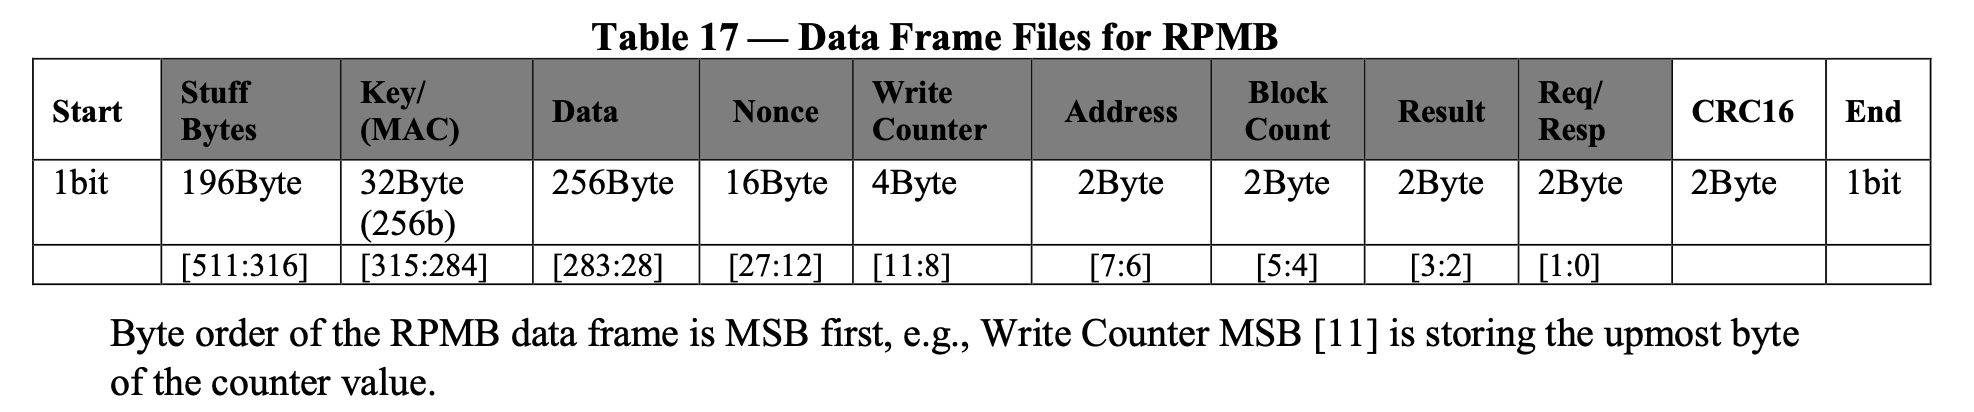 Table 17 — Data Frame Files for RPMB
Start Stuff Bytes Key/ (MAC) Data Nonce Write Counter Address Block Count Result Req/ Resp CRC16 End
1bit 196Byte 32Byte (256b) 256Byte 16Byte 4Byte 2Byte 2Byte 2Byte 2Byte 2Byte 1bit
[511:316] [315:284] [283:28] [27:12] [11:8] [7:6] [5:4] [3:2] [1:0]
Byte order of the RPMB data frame is MSB first, e.g., Write Counter MSB [11] is storing the upmost byte
of the counter value.